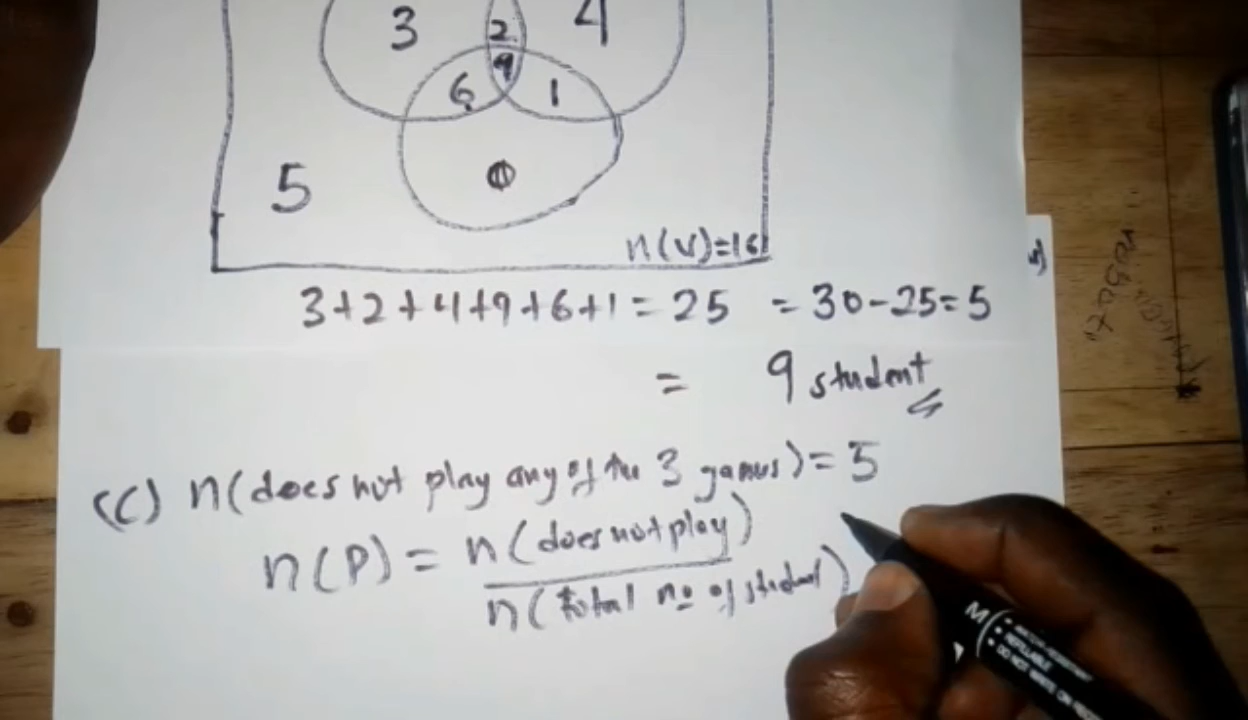 3 2 4
9
6 1
5 0
n(U)=16
3+2+4+9+6+1=25 =30-25=5
= 9 student
(C) n(does not play any of the 3 games)=5
n(P) = n(does not play)
n(total no of student)
M